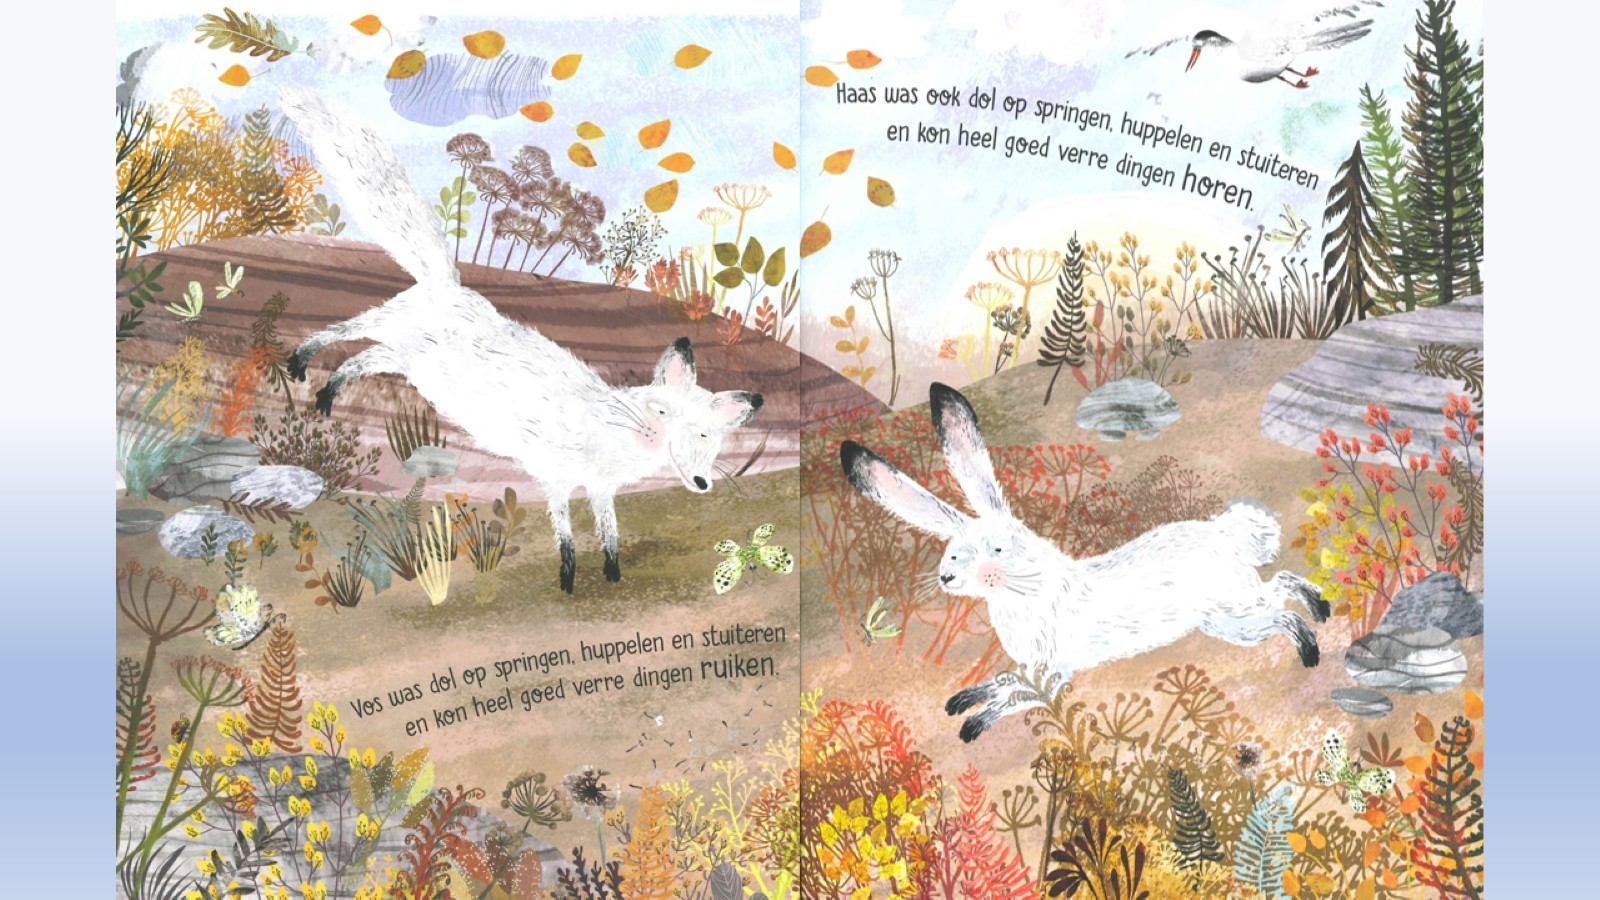 Vos was dol op springen, huppelen en stuiteren
en kon heel goed verre dingen ruiken.
Haas was ook dol op springen, huppelen en stuiteren
en kon heel goed verre dingen horen.